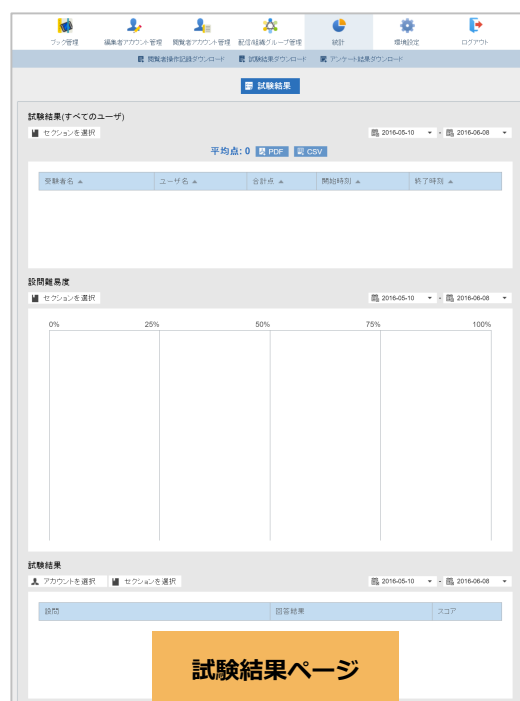 ブック管理 編集者アカウント管理 閲覧者アカウント管理 配信/組織グループ管理 統計 環境設定 ログアウト
閲覧者操作記録ダウンロード 試験結果ダウンロード アンケート結果ダウンロード
試験結果
試験結果(すべてのユーザ)
セクションを選択 2016-05-10 - 2016-06-08
平均点: 0 PDF CSV
受験者名 ユーザ名 合計点 開始時刻 終了時刻
設問難易度
セクションを選択 2016-05-10 - 2016-06-08
0% 25% 50% 75% 100%
試験結果
アカウントを選択 セクションを選択 2016-05-10 - 2016-06-08
設問 回答結果 スコア
試験結果ページ